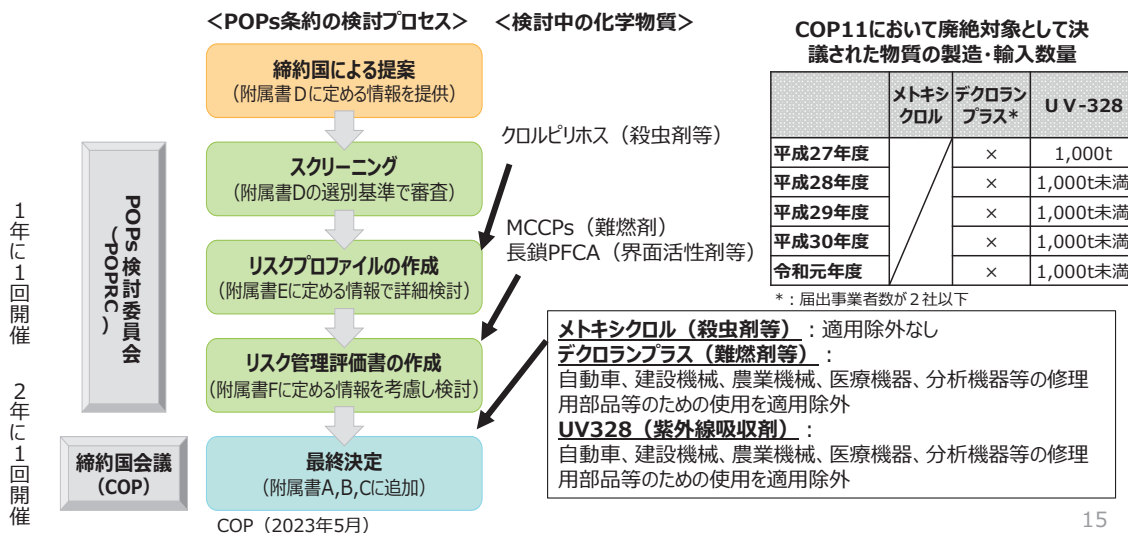 <POPs条約の検討プロセス>
<検討中の化学物質>
締約国による提案
(附属書Ｄに定める情報を提供)
スクリーニング
(附属書Dの選別基準で審査)
リスクプロファイルの作成
(附属書Eに定める情報で詳細検討)
リスク管理評価書の作成
(附属書Fに定める情報を考慮し検討)
最終決定
(附属書A,B,Cに追加)
COP（2023年5月）
１年に１回開催
２年に１回開催
POPs検討委員会
（POPRC）
締約国会議
（COP）
クロルピリホス（殺虫剤等）
MCCPs（難燃剤）
長鎖PFCA（界面活性剤等）
COP11において廃絶対象として決
議された物質の製造・輸入数量
メトキシ
クロル
デクロラン
プラス*
ＵＶ-328
平成27年度 × 1,000t
平成28年度 × 1,000t未満
平成29年度 × 1,000t未満
平成30年度 × 1,000t未満
令和元年度 × 1,000t未満
*：届出事業者数が２社以下
メトキシクロル（殺虫剤等）：適用除外なし
デクロランプラス（難燃剤等）：
自動車、建設機械、農業機械、医療機器、分析機器等の修理
用部品等のための使用を適用除外
UV328（紫外線吸収剤）：
自動車、建設機械、農業機械、医療機器、分析機器等の修理
用部品等のための使用を適用除外
15